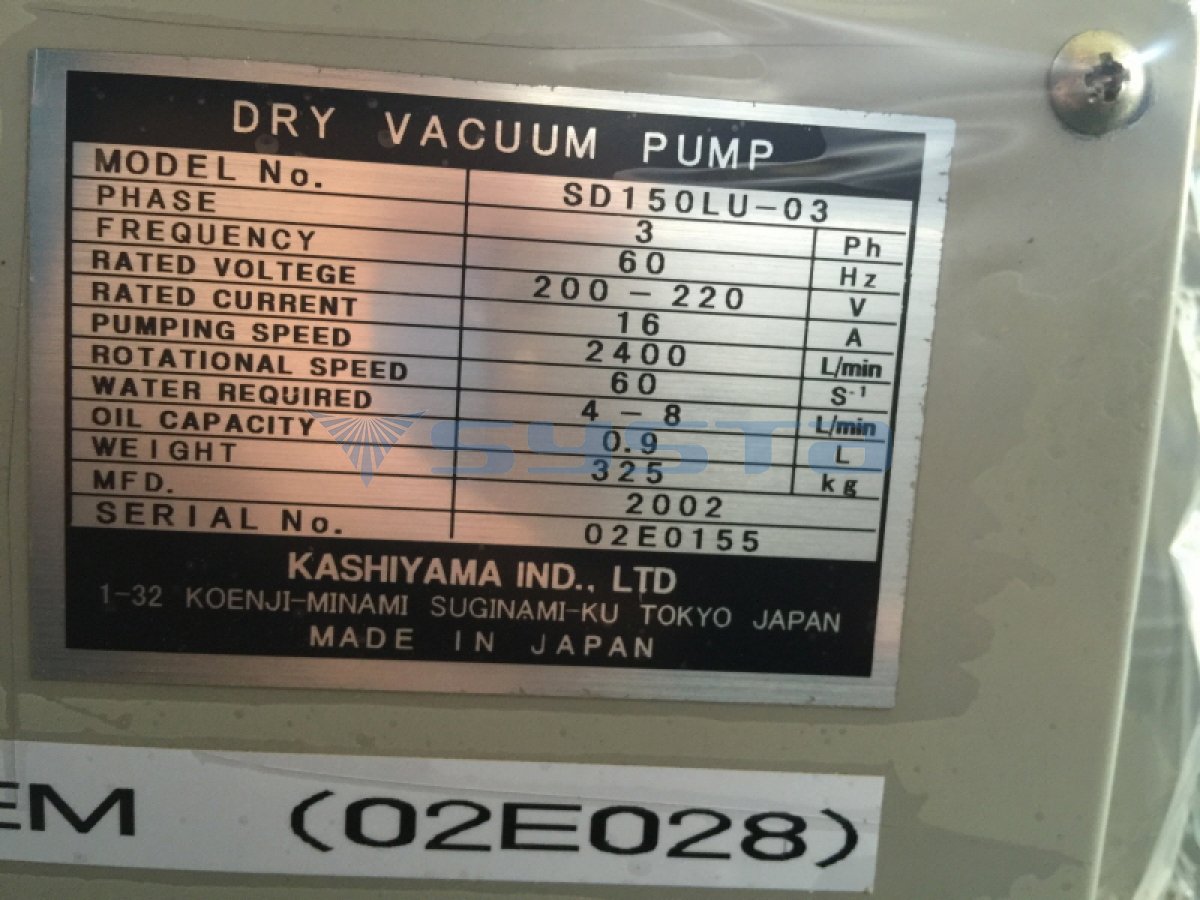 DRY VACUUM PUMP
MODEL No. SD150LU-03
PHASE 3 Ph
FREQUENCY 60 Hz
RATED VOLTEGE 200-220 V
RATED CURRENT 16 A
PUMPING SPEED 2400 L/min
ROTATIONAL SPEED 60 S-1
WATER REQUIRED 4-8 L/min
OIL CAPACITY 0.9 L
WEIGHT 325 kg
MFD. 2002
SERIAL No. 02E0155
KASHIYAMA IND., LTD
1-32 KOENJI-MINAMI SUGINAMI-KU TOKYO JAPAN
MADE IN JAPAN
SYSTA
EM (02E028)